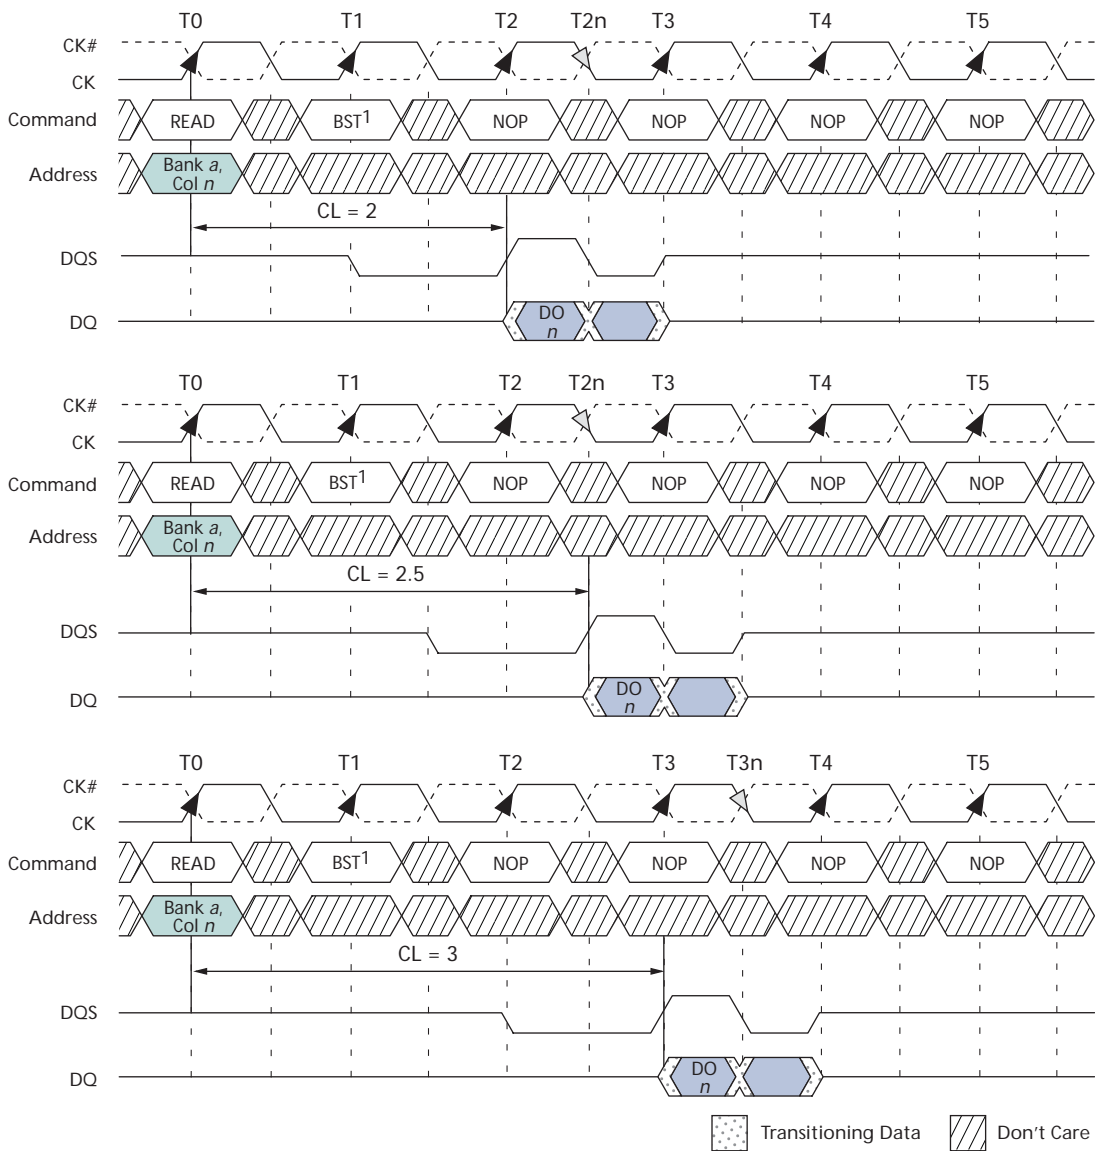 T0 T1 T2 T2n T3 T4 T5
CK#
CK
Command READ BST1 NOP NOP NOP NOP
Address Bank a,
Col n
CL = 2
DQS
DQ DO
n
T0 T1 T2 T2n T3 T4 T5
CK#
CK
Command READ BST1 NOP NOP NOP NOP
Address Bank a,
Col n
CL = 2.5
DQS
DQ DO
n
T0 T1 T2 T3 T3n T4 T5
CK#
CK
Command READ BST1 NOP NOP NOP NOP
Address Bank a,
Col n
CL = 3
DQS
DQ DO
n
Transitioning Data Don't Care